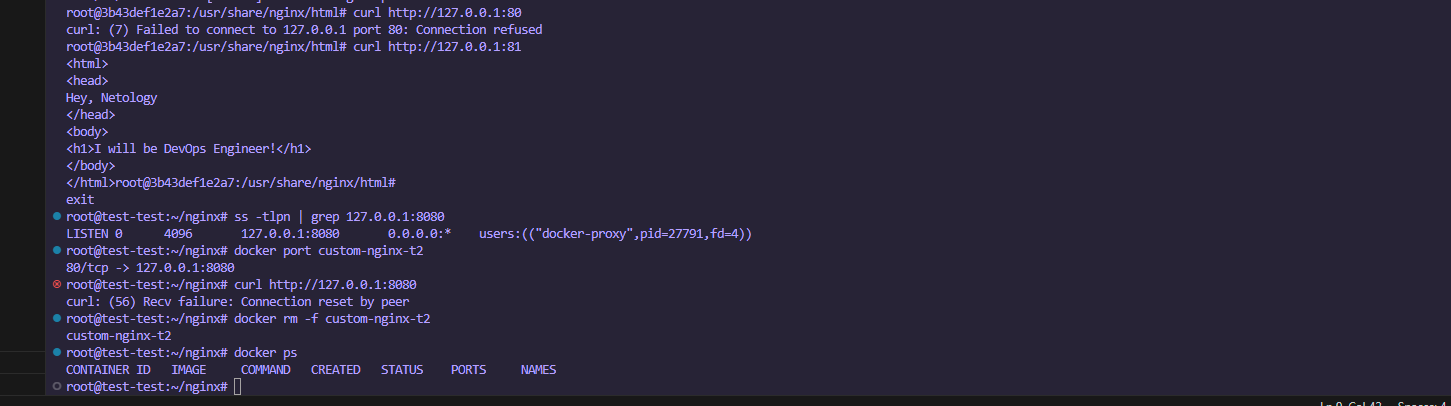 root@3b43def1e2a7:/usr/share/nginx/html# curl http://127.0.0.1:80
curl: (7) Failed to connect to 127.0.0.1 port 80: Connection refused
root@3b43def1e2a7:/usr/share/nginx/html# curl http://127.0.0.1:81
<html>
<head>
Hey, Netology
</head>
<body>
<h1>I will be DevOps Engineer!</h1>
</body>
</html>root@3b43def1e2a7:/usr/share/nginx/html#
exit
root@test-test:~/nginx# ss -tlpn | grep 127.0.0.1:8080
LISTEN 0      4096       127.0.0.1:8080       0.0.0.0:*    users:(("docker-proxy",pid=27791,fd=4))
root@test-test:~/nginx# docker port custom-nginx-t2
80/tcp -> 127.0.0.1:8080
root@test-test:~/nginx# curl http://127.0.0.1:8080
curl: (56) Recv failure: Connection reset by peer
root@test-test:~/nginx# docker rm -f custom-nginx-t2
custom-nginx-t2
root@test-test:~/nginx# docker ps
CONTAINER ID   IMAGE     COMMAND   CREATED   STATUS    PORTS     NAMES
root@test-test:~/nginx#